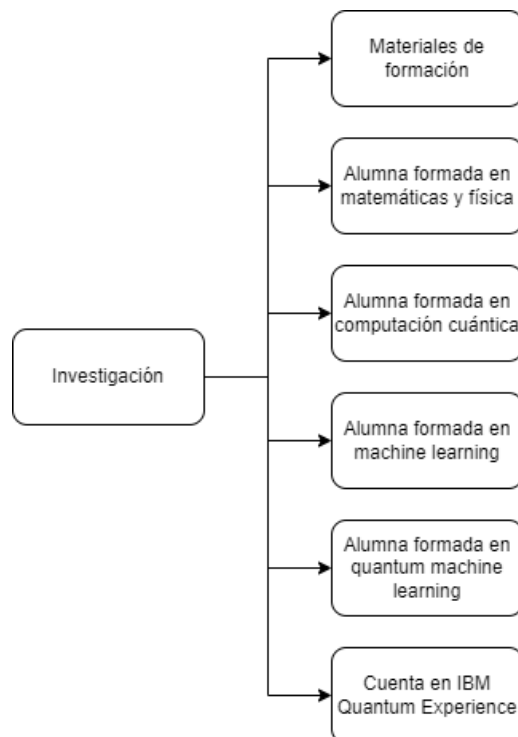 Materiales de
formación
Alumna formada en
matemáticas y física
Alumna formada en
computación cuántica
Investigación
Alumna formada en
machine learning
Alumna formada en
quantum machine
learning
Cuenta en IBM
Quantum Experience